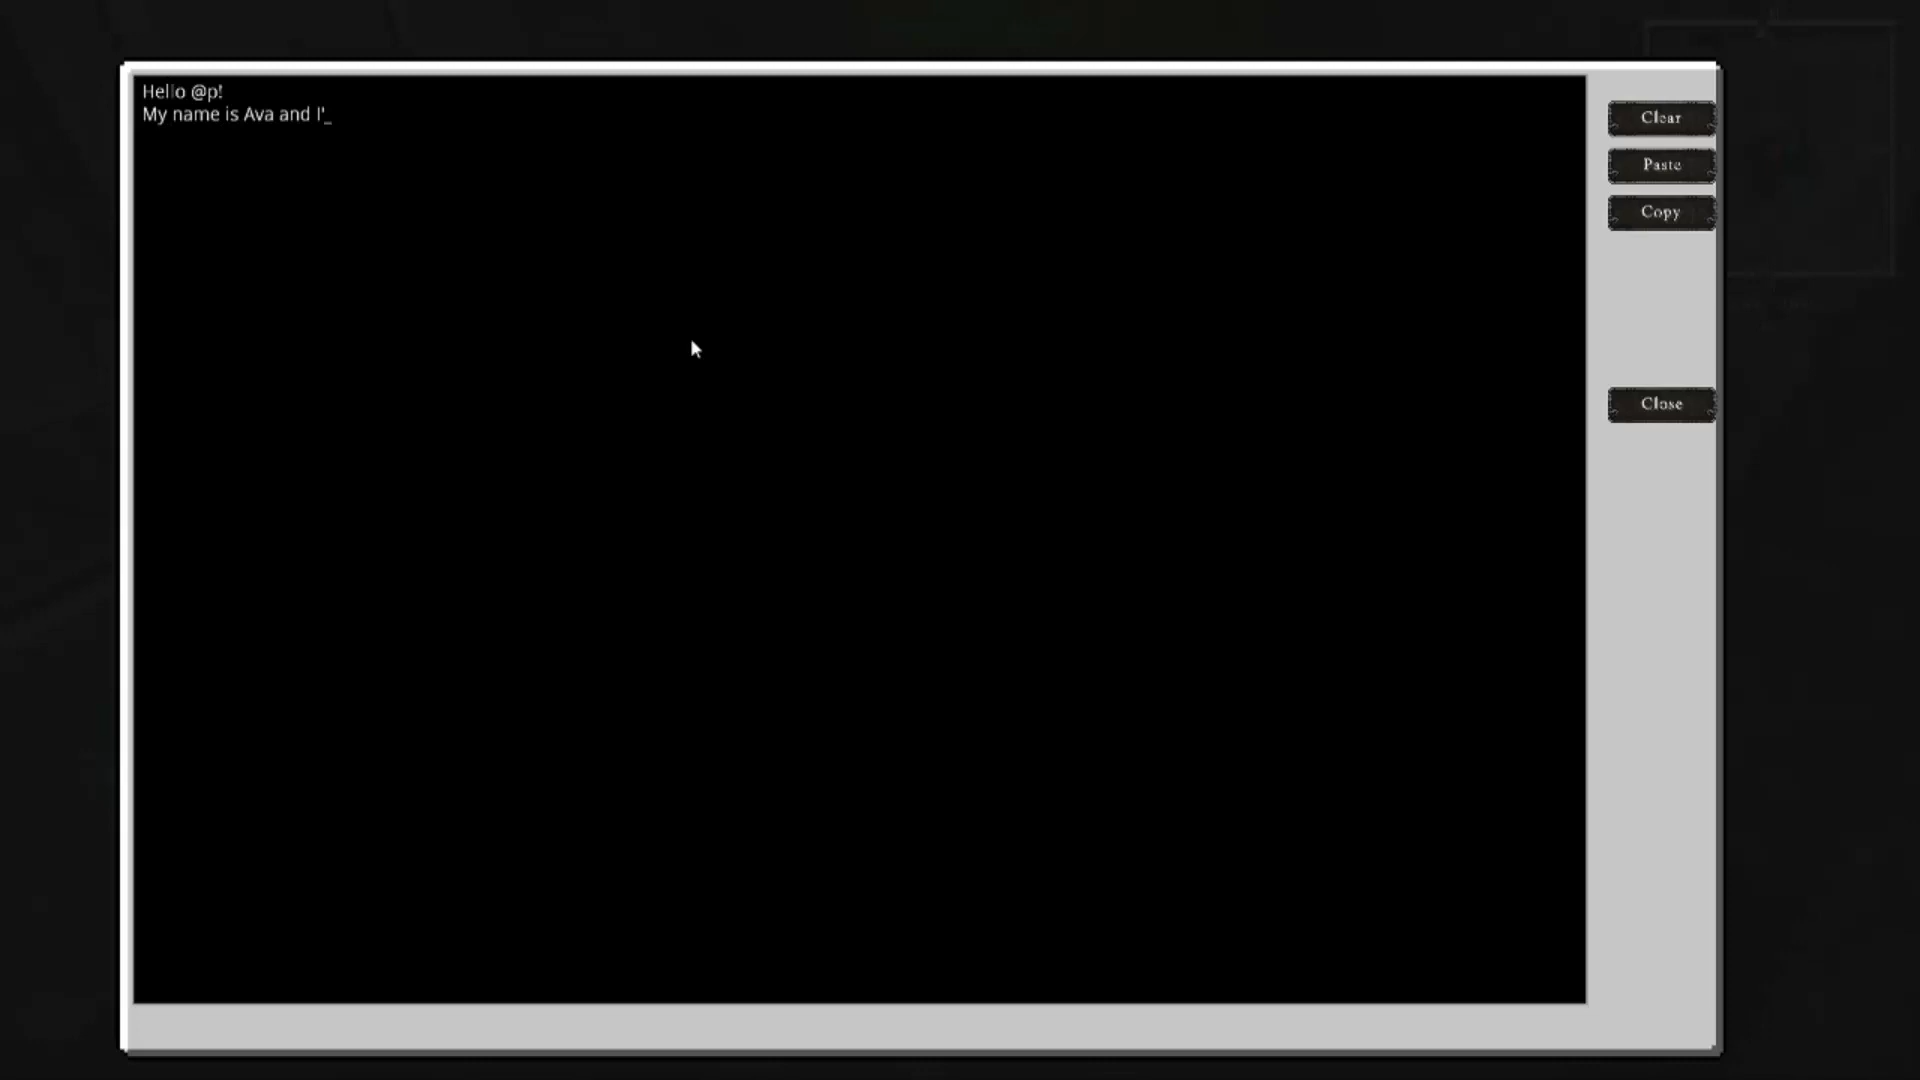 Hello @p!
My name is Ava and I'_
Clear
Paste
Copy
Close